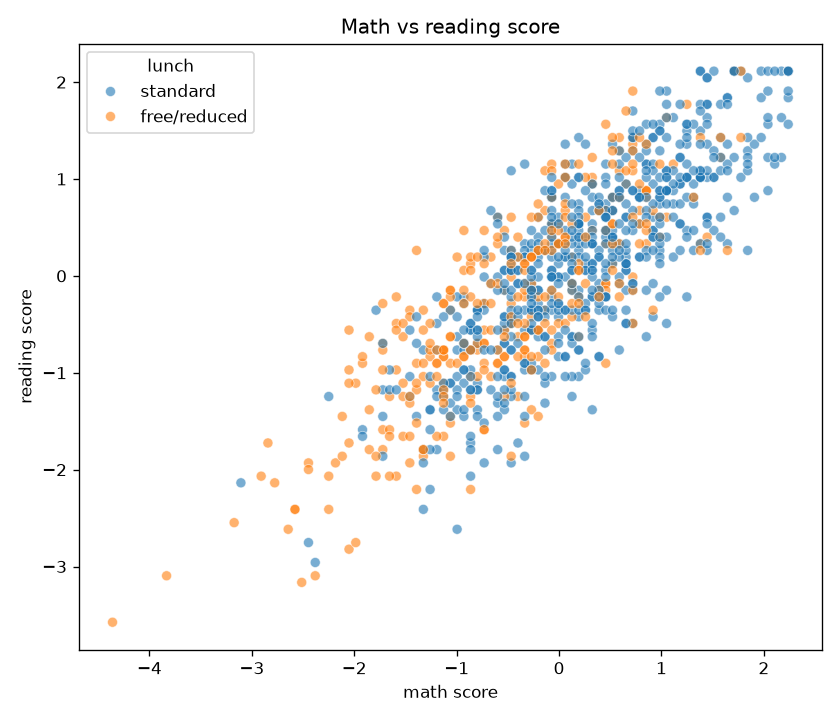 Math vs reading score
lunch
standard
free/reduced
2
1
0
−1
−2
−3
reading score
−4
−3
−2
−1
0
1
2
math score